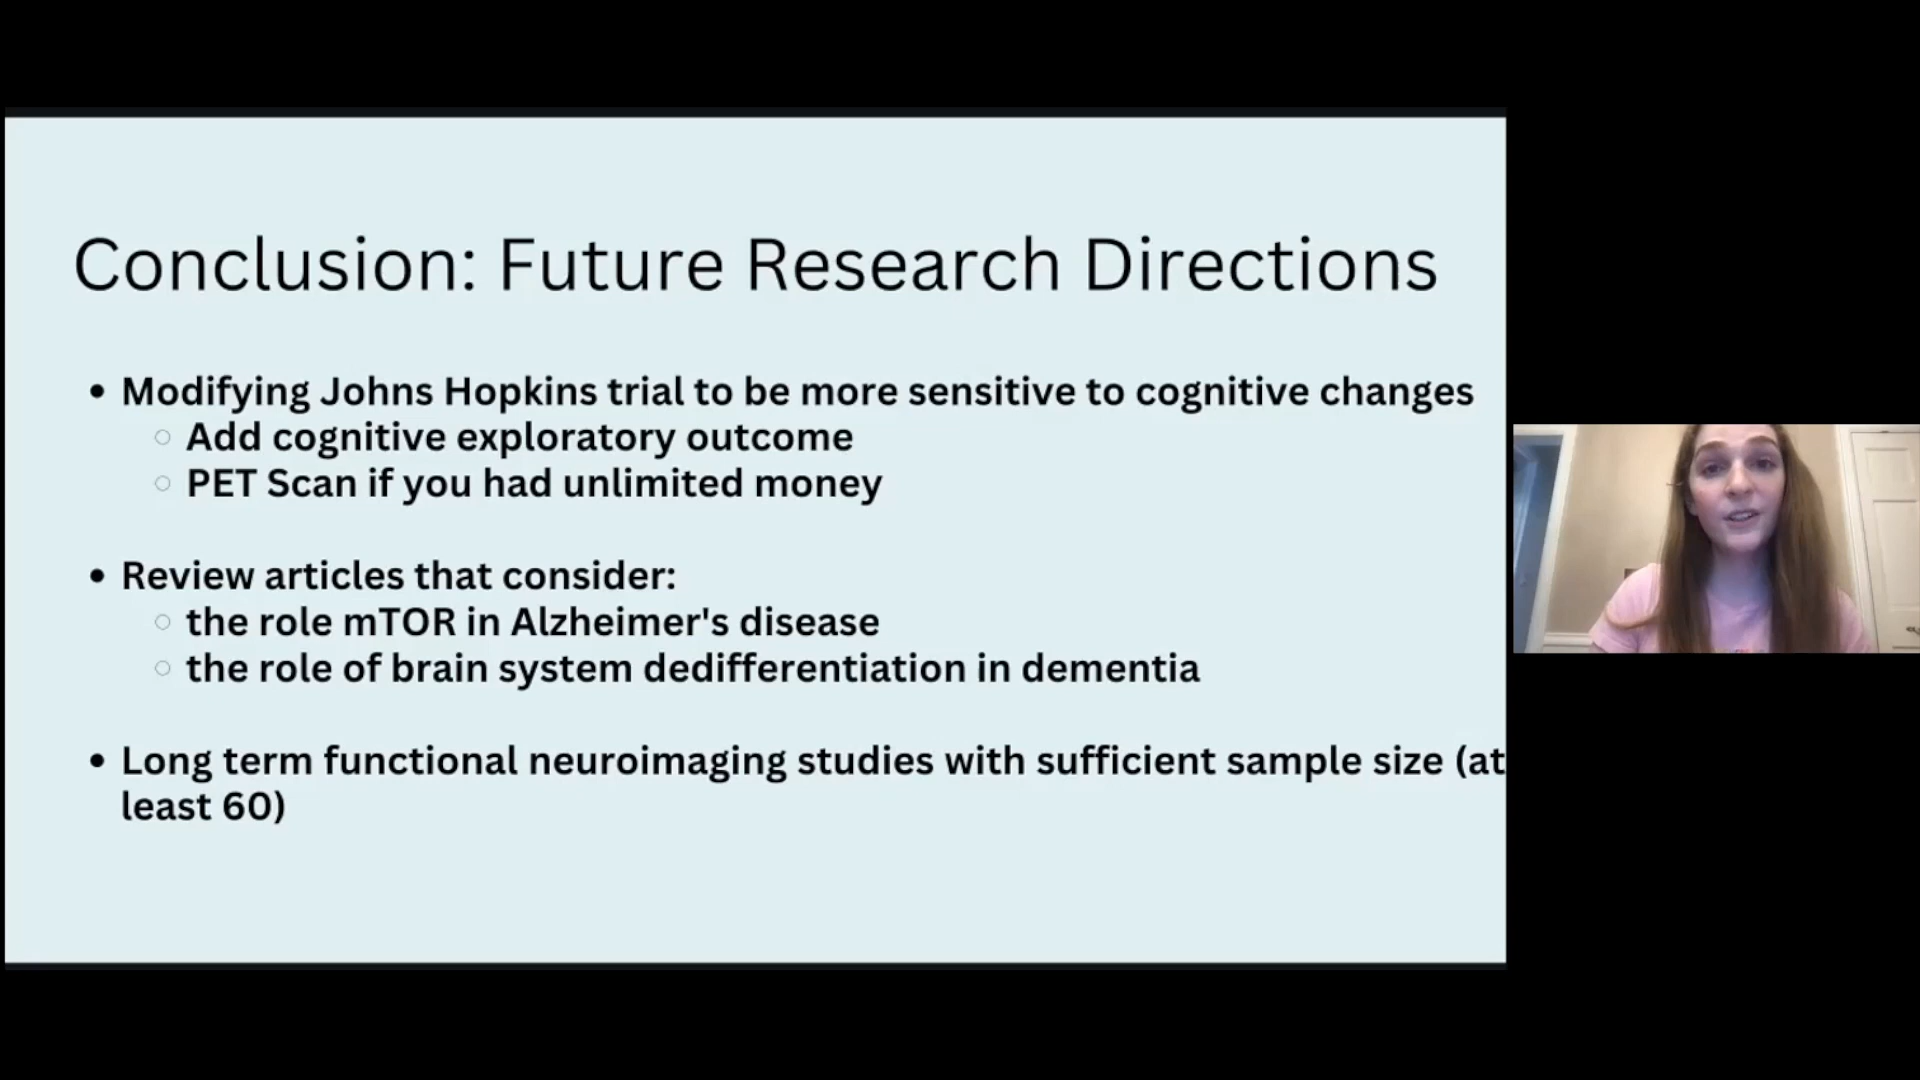 Conclusion: Future Research Directions
• Modifying Johns Hopkins trial to be more sensitive to cognitive changes
○ Add cognitive exploratory outcome
○ PET Scan if you had unlimited money
• Review articles that consider:
○ the role mTOR in Alzheimer's disease
○ the role of brain system dedifferentiation in dementia
• Long term functional neuroimaging studies with sufficient sample size (at
least 60)